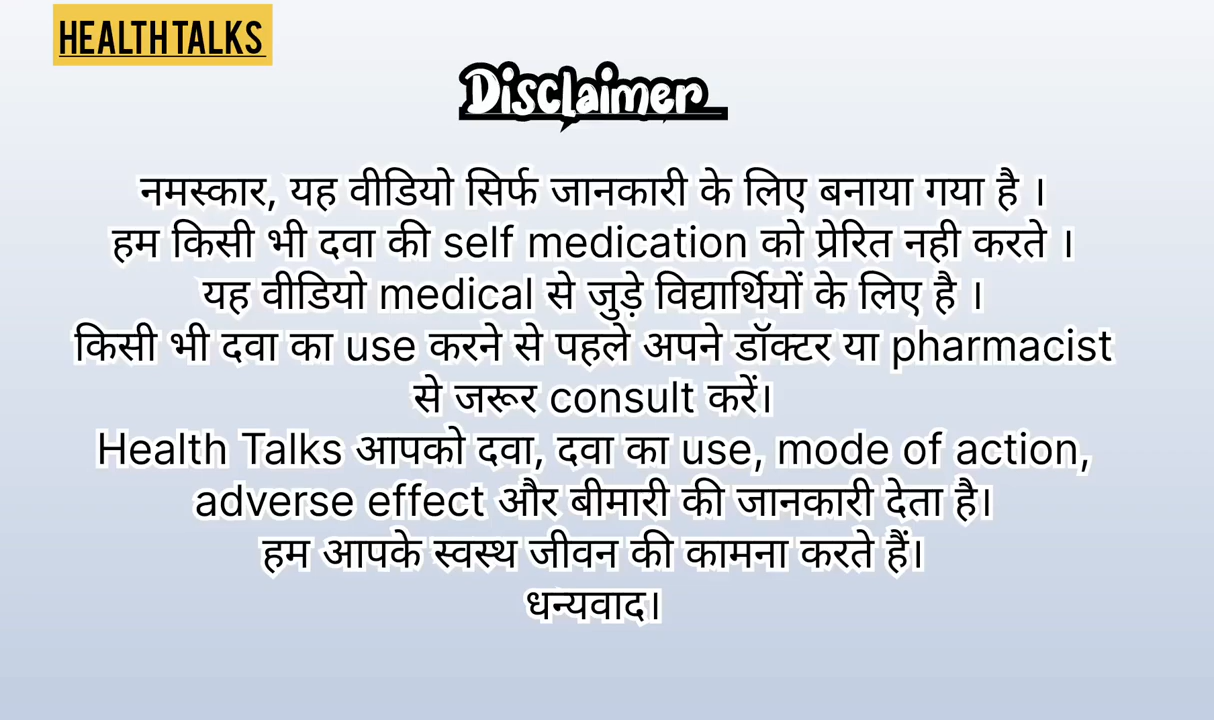 HEALTH TALKS
Disclaimer
नमस्कार, यह वीडियो सिर्फ जानकारी के लिए बनाया गया है ।
हम किसी भी दवा की self medication को प्रेरित नही करते ।
यह वीडियो medical से जुड़े विद्यार्थियों के लिए है ।
किसी भी दवा का use करने से पहले अपने डॉक्टर या pharmacist
से जरूर consult करें।
Health Talks आपको दवा, दवा का use, mode of action,
adverse effect और बीमारी की जानकारी देता है।
हम आपके स्वस्थ जीवन की कामना करते हैं।
धन्यवाद।